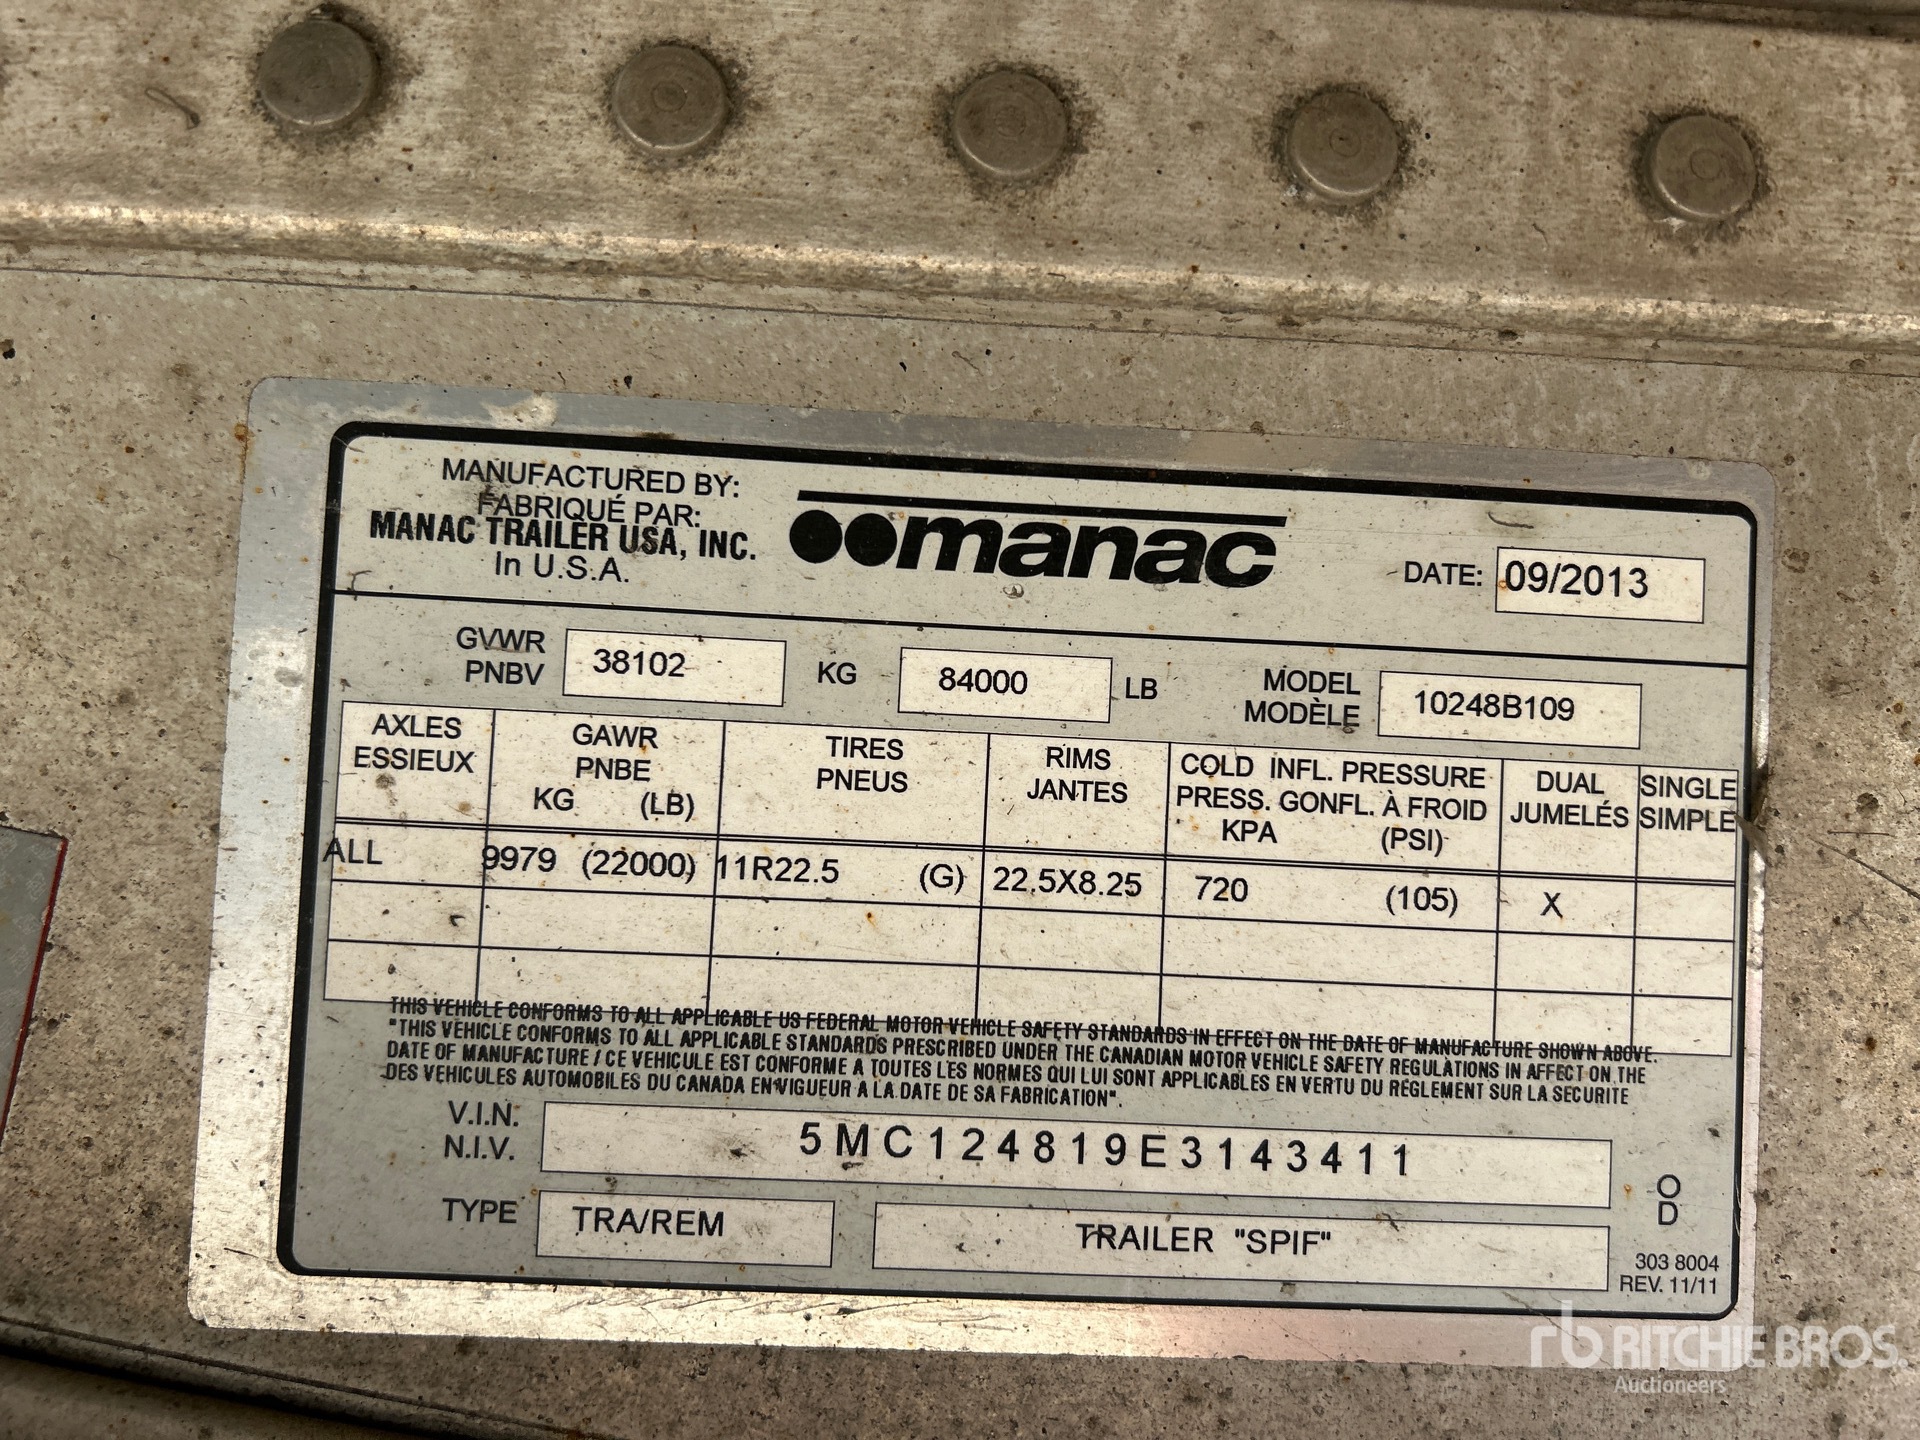 MANUFACTURED BY:
FABRIQUÉ PAR:
MANAC TRAILER USA, INC.
In U.S.A.
manac
DATE: 09/2013
GVWR
PNBV
38102 KG 84000 LB
MODEL
MODÈLE
10248B109
AXLES
ESSIEUX
GAWR
PNBE
KG (LB)
TIRES
PNEUS
RIMS
JANTES
COLD INFL. PRESSURE
PRESS. GONFL. À FROID
KPA (PSI)
DUAL
JUMELÉS
SINGLE
SIMPLE
ALL 9979 (22000) 11R22.5 (G) 22.5X8.25 720 (105) X
THIS VEHICLE CONFORMS TO ALL APPLICABLE US FEDERAL MOTOR VEHICLE SAFETY STANDARDS IN EFFECT ON THE DATE OF MANUFACTURE SHOWN ABOVE.
"THIS VEHICLE CONFORMS TO ALL APPLICABLE STANDARDS PRESCRIBED UNDER THE CANADIAN MOTOR VEHICLE SAFETY REGULATIONS IN AFFECT ON THE
DATE OF MANUFACTURE / CE VEHICULE EST CONFORME A TOUTES LES NORMES QUI LUI SONT APPLICABLES EN VERTU DU REGLEMENT SUR LA SECURITE
DES VEHICULES AUTOMOBILES DU CANADA EN VIGUEUR A LA DATE DE SA FABRICATION".
V.I.N.
N.I.V.
5MC124819E3143411
TYPE TRA/REM TRAILER "SPIF"
O
D
303 8004
REV. 11/11
rb RITCHIE BROS.
Auctioneers